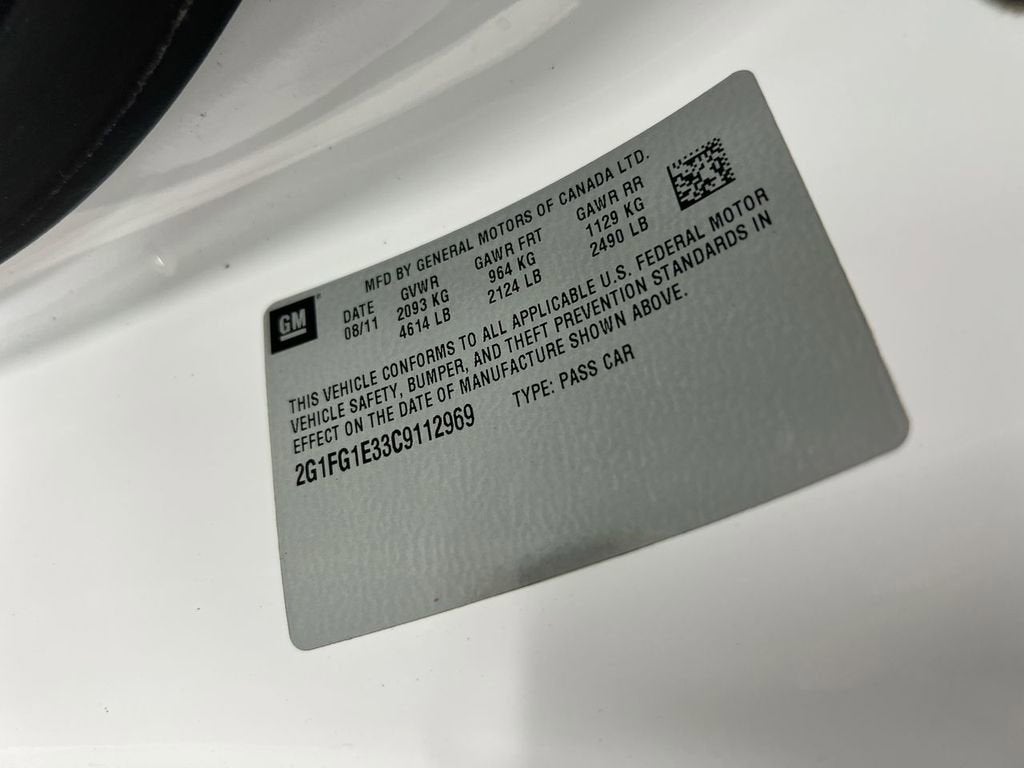 GM
MFD BY GENERAL MOTORS OF CANADA LTD.
DATE GVWR GAWR FRT GAWR RR
08/11 2093 KG 964 KG 1129 KG
4614 LB 2124 LB 2490 LB
THIS VEHICLE CONFORMS TO ALL APPLICABLE U.S. FEDERAL MOTOR
VEHICLE SAFETY, BUMPER, AND THEFT PREVENTION STANDARDS IN
EFFECT ON THE DATE OF MANUFACTURE SHOWN ABOVE.
2G1FG1E33C9112969 TYPE: PASS CAR